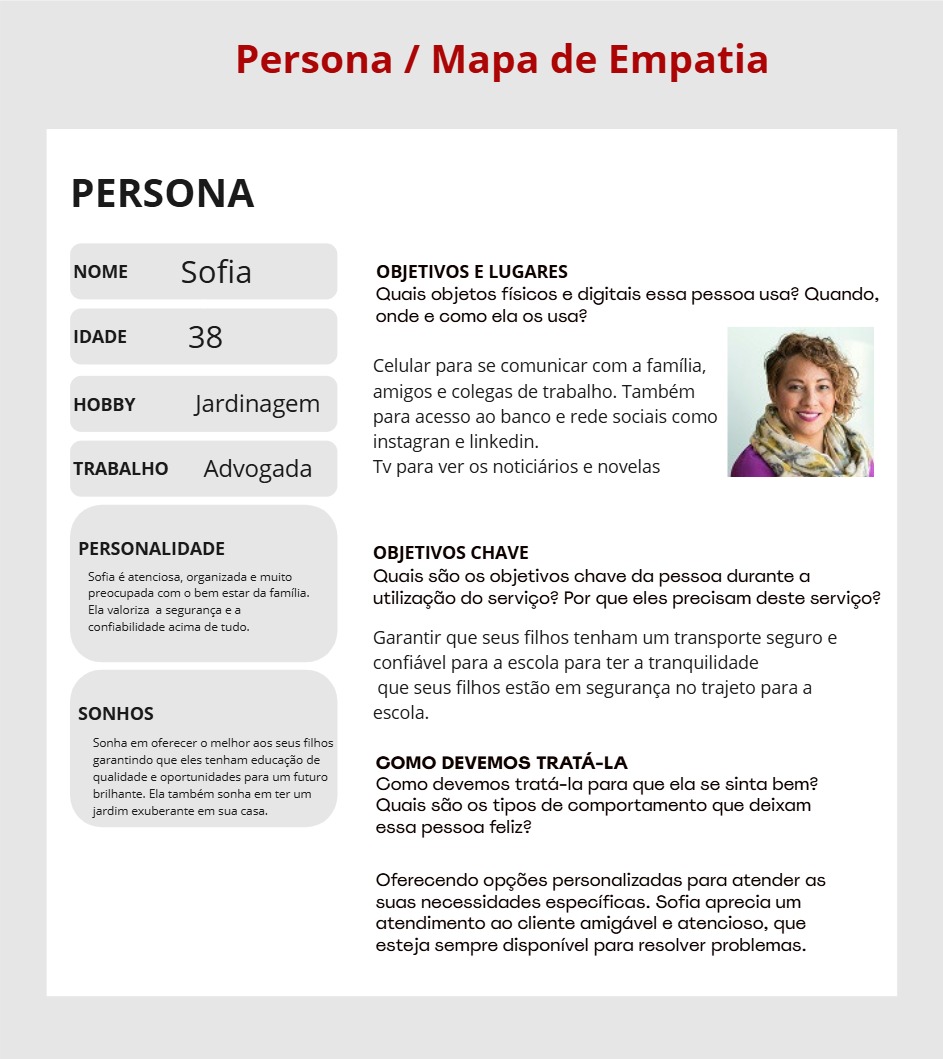 Persona / Mapa de Empatia
PERSONA
NOME Sofia
IDADE 38
HOBBY Jardinagem
TRABALHO Advogada
PERSONALIDADE
Sofia é atenciosa, organizada e muito
preocupada com o bem estar da família.
Ela valoriza a segurança e a
confiabilidade acima de tudo.
SONHOS
Sonha em oferecer o melhor aos seus filhos
garantindo que eles tenham educação de
qualidade e oportunidades para um futuro
brilhante. Ela também sonha em ter um
jardim exuberante em sua casa.
OBJETIVOS E LUGARES
Quais objetos físicos e digitais essa pessoa usa? Quando,
onde e como ela os usa?
Celular para se comunicar com a família,
amigos e colegas de trabalho. Também
para acesso ao banco e rede sociais como
instagran e linkedin.
Tv para ver os noticiários e novelas
OBJETIVOS CHAVE
Quais são os objetivos chave da pessoa durante a
utilização do serviço? Por que eles precisam deste serviço?
Garantir que seus filhos tenham um transporte seguro e
confiável para a escola para ter a tranquilidade
que seus filhos estão em segurança no trajeto para a
escola.
COMO DEVEMOS TRATÁ-LA
Como devemos tratá-la para que ela se sinta bem?
Quais são os tipos de comportamento que deixam
essa pessoa feliz?
Oferecendo opções personalizadas para atender as
suas necessidades específicas. Sofia aprecia um
atendimento ao cliente amigável e atencioso, que
esteja sempre disponível para resolver problemas.